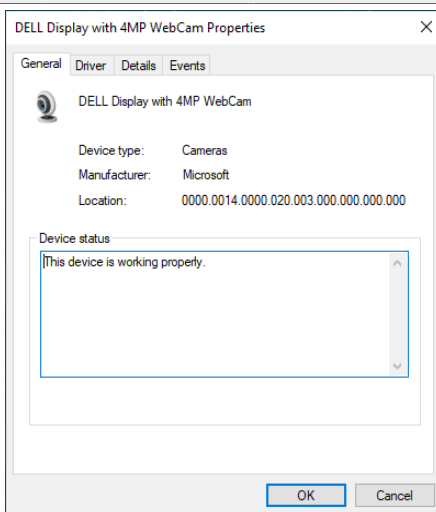 DELL Display with 4MP WebCam Properties
General Driver Details Events
DELL Display with 4MP WebCam
Device type: Cameras
Manufacturer: Microsoft
Location: 0000.0014.0000.020.003.000.000.000.000
Device status
This device is working properly.
OK Cancel